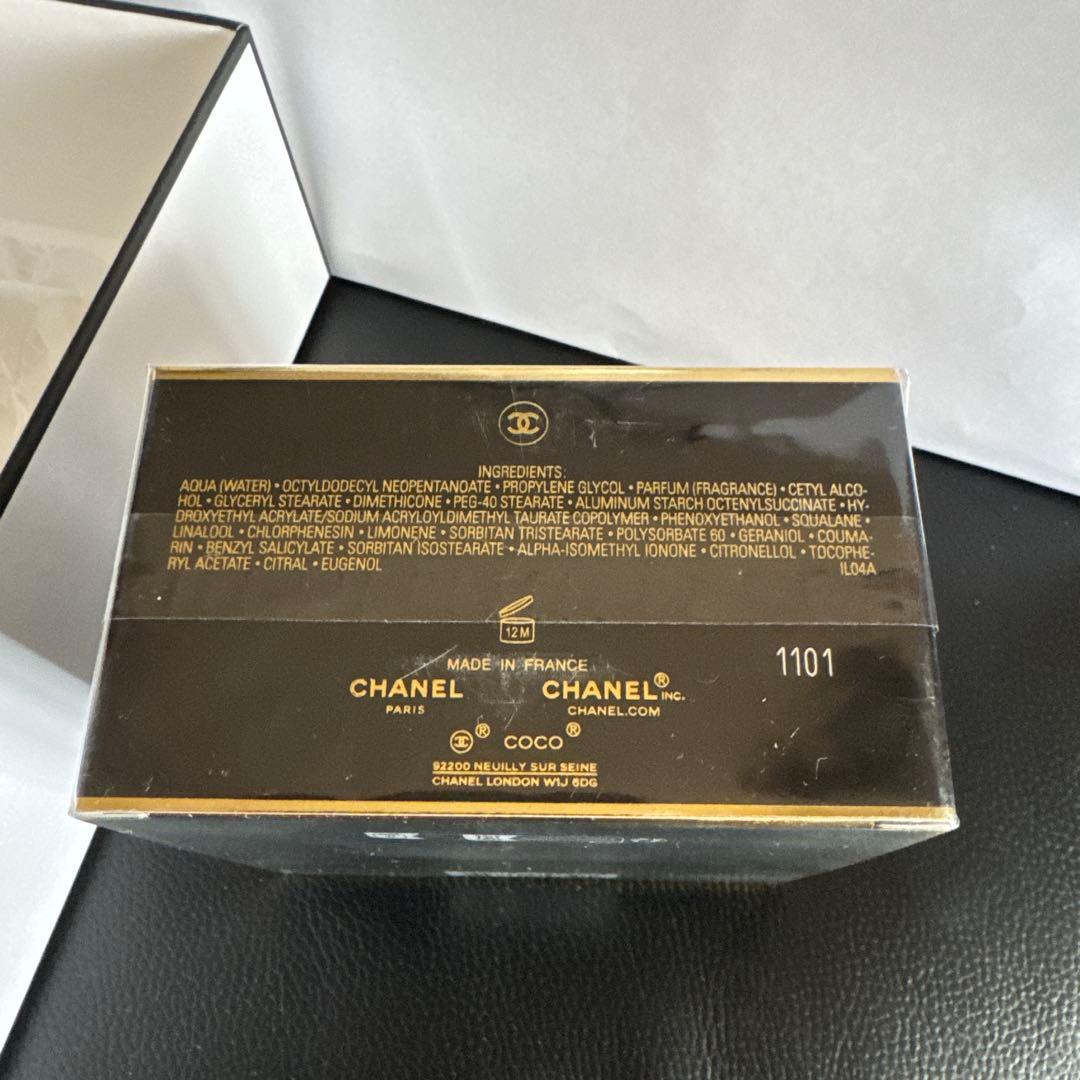 INGREDIENTS:
AQUA (WATER) • OCTYLDODECYL NEOPENTANOATE • PROPYLENE GLYCOL • PARFUM (FRAGRANCE) • CETYL ALCO-
HOL • GLYCERYL STEARATE • DIMETHICONE • PEG-40 STEARATE • ALUMINUM STARCH OCTENYLSUCCINATE • HY-
DROXYETHYL ACRYLATE/SODIUM ACRYLOYLDIMETHYL TAURATE COPOLYMER • PHENOXYETHANOL • SQUALANE •
LINALOOL • CHLORPHENESIN • LIMONENE • SORBITAN TRISTEARATE • POLYSORBATE 60 • GERANIOL • COUMA-
RIN • BENZYL SALICYLATE • SORBITAN ISOSTEARATE • ALPHA-ISOMETHYL IONONE • CITRONELLOL • TOCOPHE-
RYL ACETATE • CITRAL • EUGENOL IL04A
12 M
1101
MADE IN FRANCE
CHANEL CHANEL® INC.
PARIS CHANEL.COM
® COCO®
92200 NEUILLY SUR SEINE
CHANEL LONDON W1J 6DG